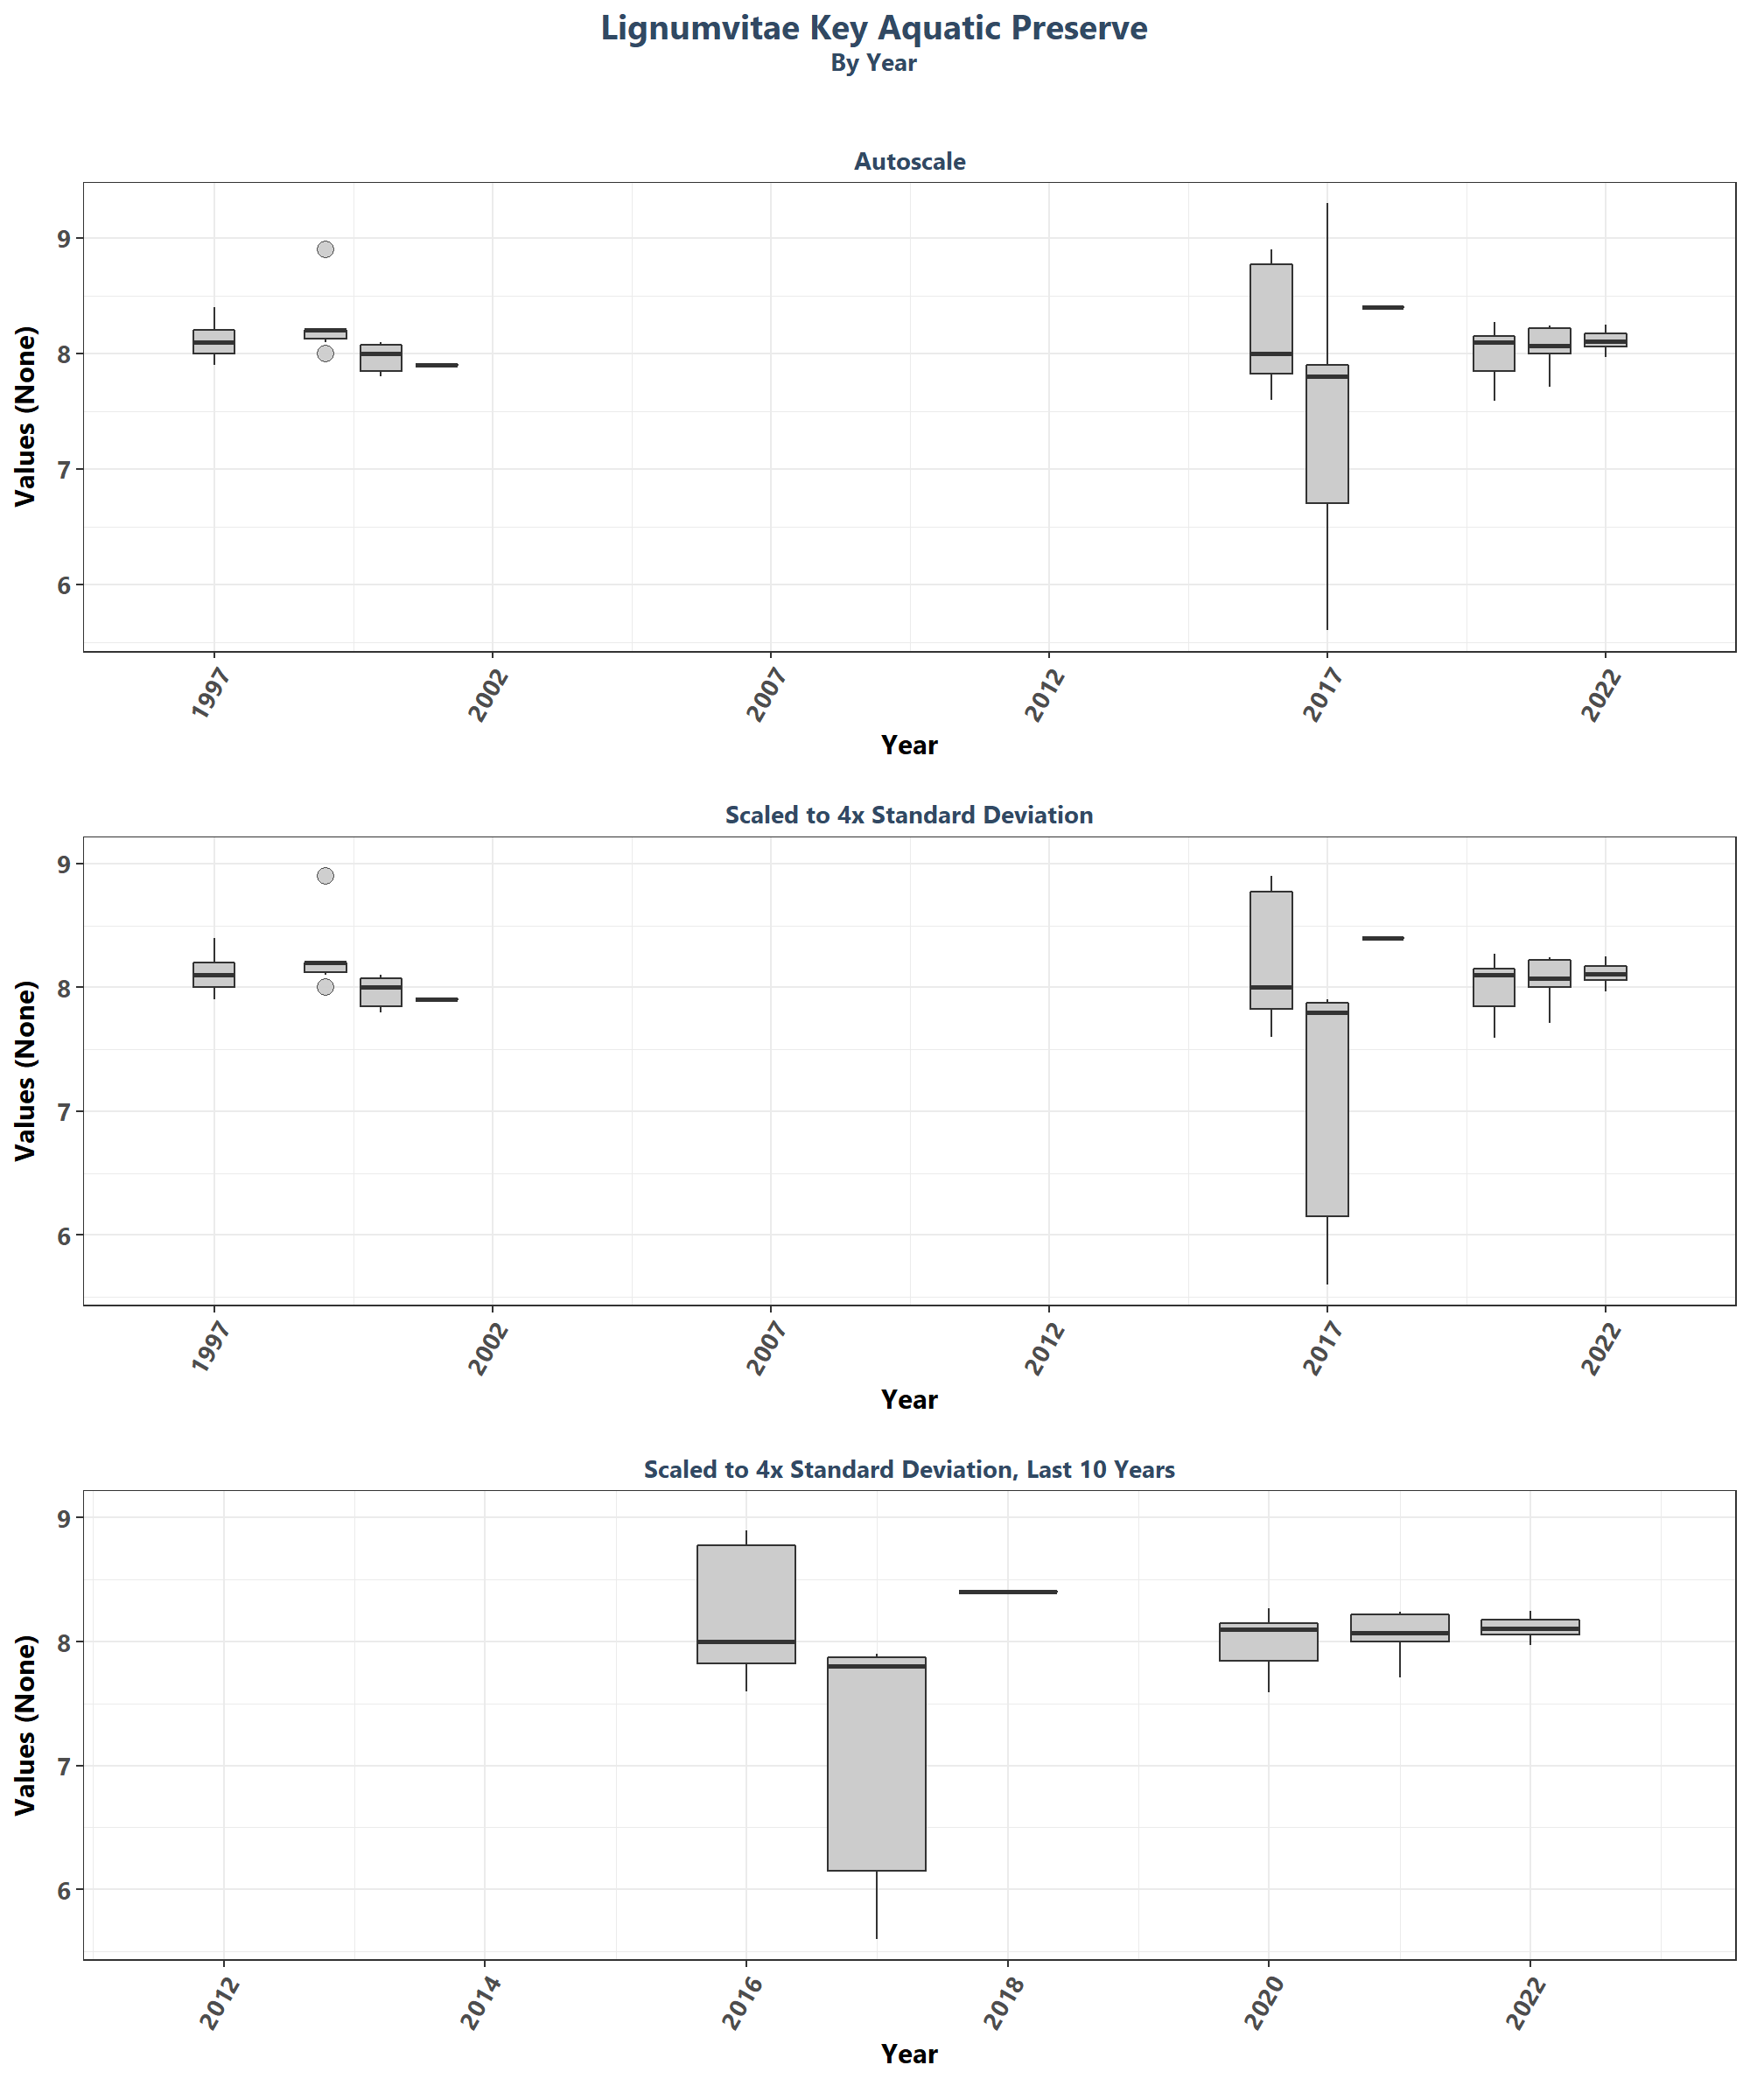 Lignumvitae Key Aquatic Preserve
By Year
Autoscale
Values (None)
9
8
7
6
1997
2002
2007
2012
2017
2022
Year
Scaled to 4x Standard Deviation
Values (None)
9
8
7
6
1997
2002
2007
2012
2017
2022
Year
Scaled to 4x Standard Deviation, Last 10 Years
Values (None)
9
8
7
6
2012
2014
2016
2018
2020
2022
Year